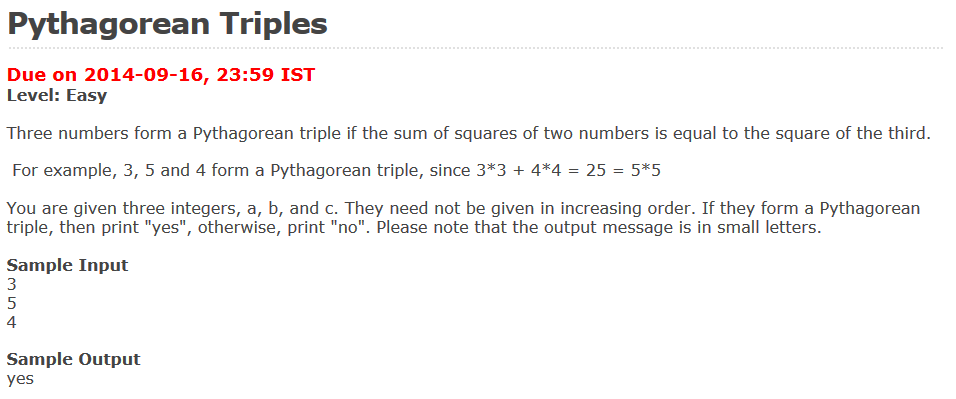 Pythagorean Triples
Due on 2014-09-16, 23:59 IST
Level: Easy
Three numbers form a Pythagorean triple if the sum of squares of two numbers is equal to the square of the third.
For example, 3, 5 and 4 form a Pythagorean triple, since 3*3 + 4*4 = 25 = 5*5
You are given three integers, a, b, and c. They need not be given in increasing order. If they form a Pythagorean
triple, then print "yes", otherwise, print "no". Please note that the output message is in small letters.
Sample Input
3
5
4
Sample Output
yes